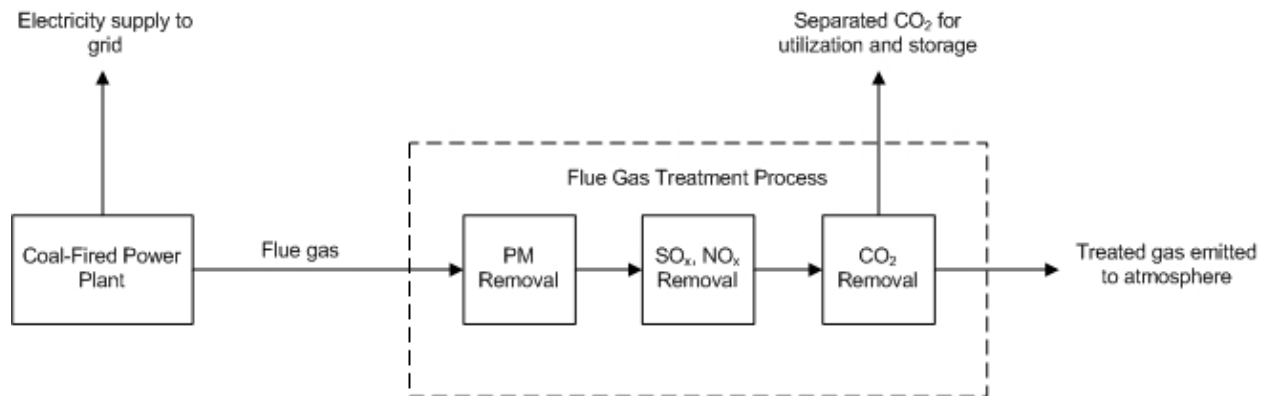 Electricity supply to
grid
Separated CO₂ for
utilization and storage
Flue Gas Treatment Process
Coal-Fired Power
Plant
Flue gas
PM
Removal
SOₓ, NOₓ
Removal
CO₂
Removal
Treated gas emitted
to atmosphere